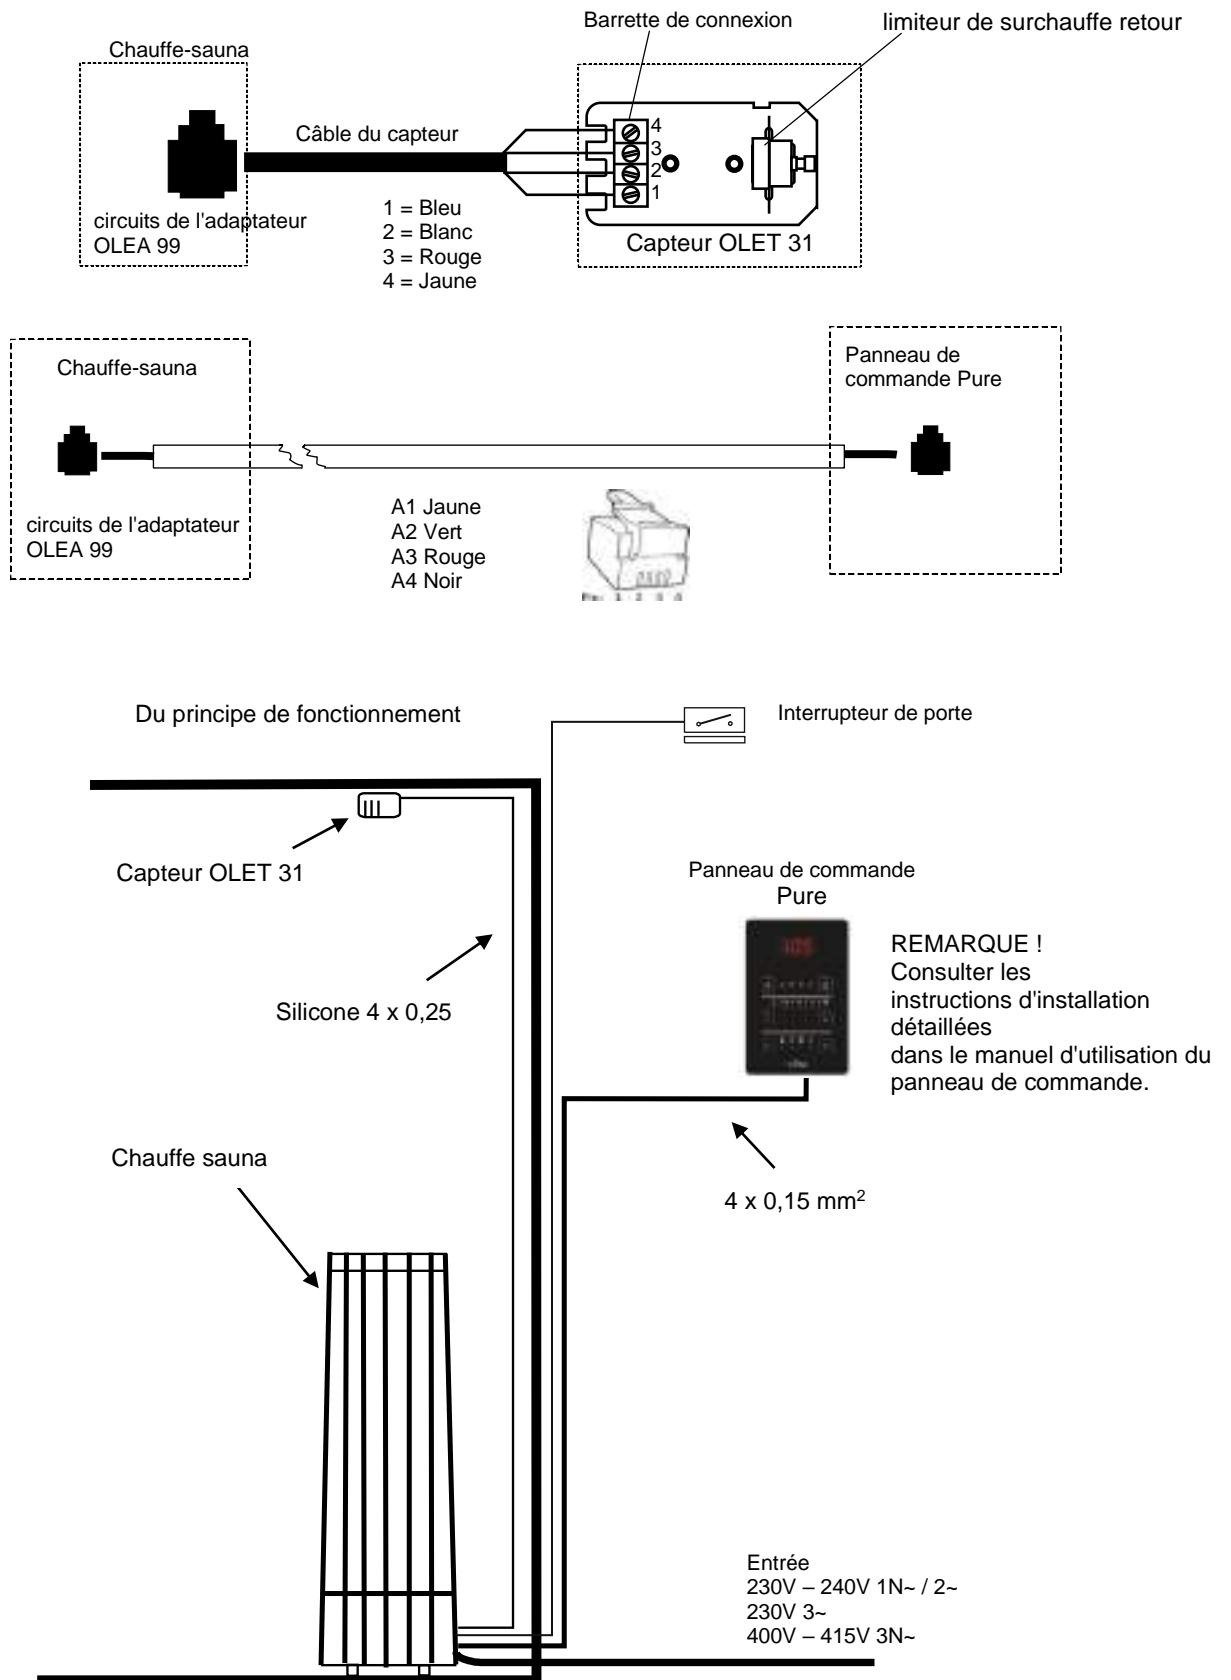 Barrette de connexion
limiteur de surchauffe retour
Chauffe-sauna
Câble du capteur
4
3
2
1
circuits de l'adaptateur
OLEA 99
1 = Bleu
2 = Blanc
3 = Rouge
4 = Jaune
Capteur OLET 31
Chauffe-sauna
Panneau de
commande Pure
circuits de l'adaptateur
OLEA 99
A1 Jaune
A2 Vert
A3 Rouge
A4 Noir
Du principe de fonctionnement
Interrupteur de porte
Capteur OLET 31
Panneau de commande
Pure
REMARQUE !
Consulter les
instructions d'installation
détaillées
dans le manuel d'utilisation du
panneau de commande.
Silicone 4 x 0,25
Chauffe sauna
4 x 0,15 mm²
Entrée
230V – 240V 1N~ / 2~
230V 3~
400V – 415V 3N~